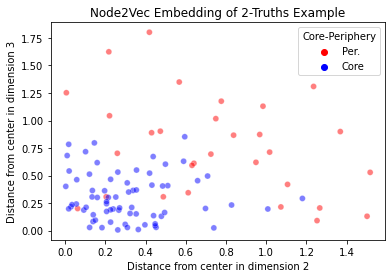 Node2Vec Embedding of 2-Truths Example
Core-Periphery
Per.
Core
Distance from center in dimension 3
1.75
1.50
1.25
1.00
0.75
0.50
0.25
0.00
0.0 0.2 0.4 0.6 0.8 1.0 1.2 1.4
Distance from center in dimension 2